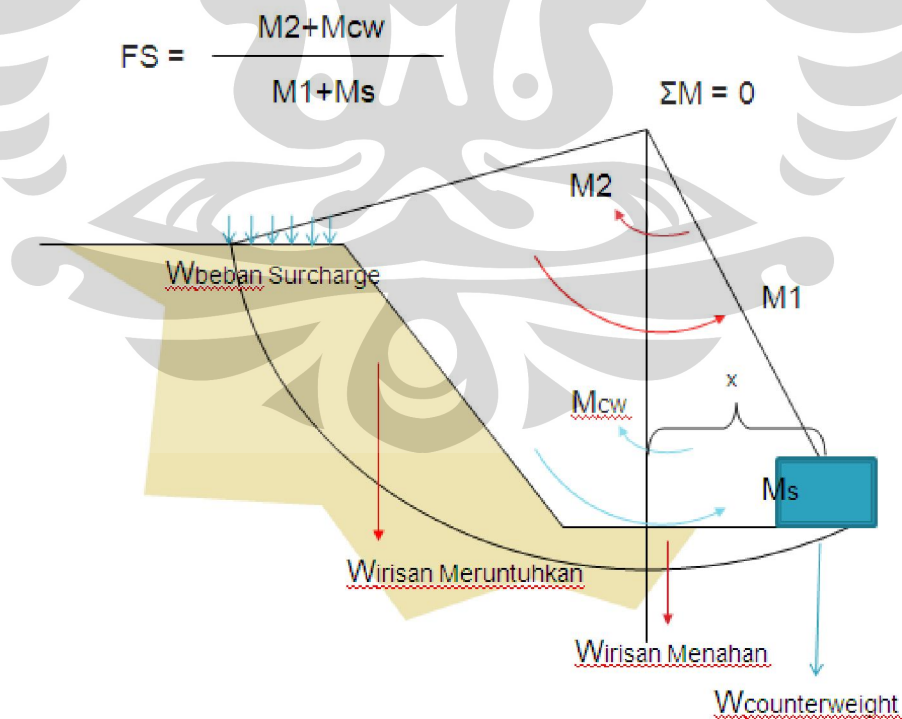 M2+Mcw
FS =
M1+Ms
ΣM = 0
M2
Wbeban Surcharge
M1
x
Mcw
Ms
Wirisan Meruntuhkan
Wirisan Menahan
Wcounterweight